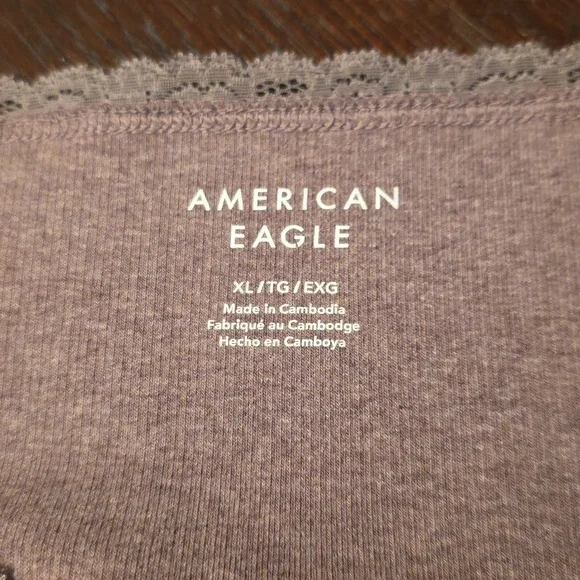 AMERICAN
EAGLE
XL/TG/EXG
Made in Cambodia
Fabriqué au Cambodge
Hecho en Camboya